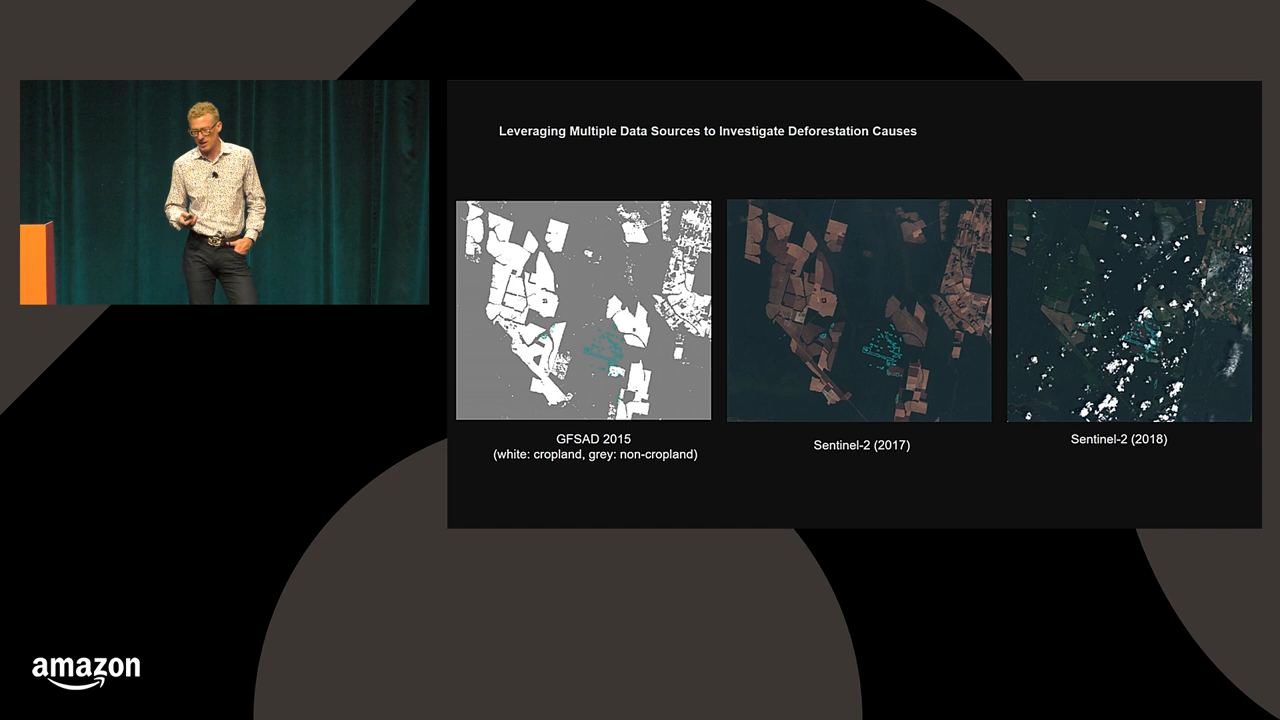 Leveraging Multiple Data Sources to Investigate Deforestation Causes
GFSAD 2015
(white: cropland, grey: non-cropland)
Sentinel-2 (2017)
Sentinel-2 (2018)
amazon